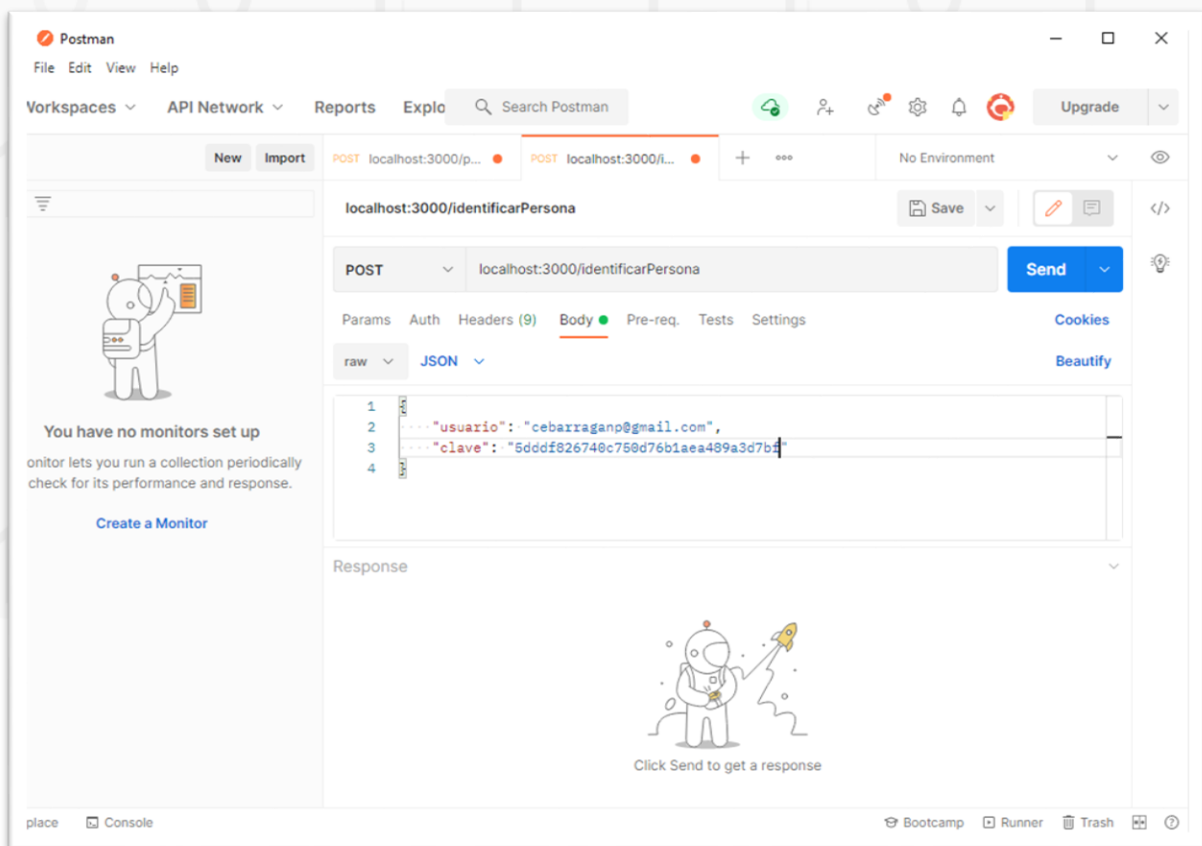 Postman
File Edit View Help
Workspaces API Network Reports Explo Search Postman Upgrade
New Import POST localhost:3000/p... POST localhost:3000/i... No Environment
localhost:3000/identificarPersona Save
POST localhost:3000/identificarPersona Send
Params Auth Headers (9) Body Pre-req. Tests Settings Cookies
raw JSON Beautify
1 {
2 "usuario": "cebarraganp@gmail.com",
3 "clave": "5dddf826740c750d76b1aea489a3d7bf"
4 }
You have no monitors set up
onitor lets you run a collection periodically
check for its performance and response.
Create a Monitor
Response
Click Send to get a response
place Console Bootcamp Runner Trash